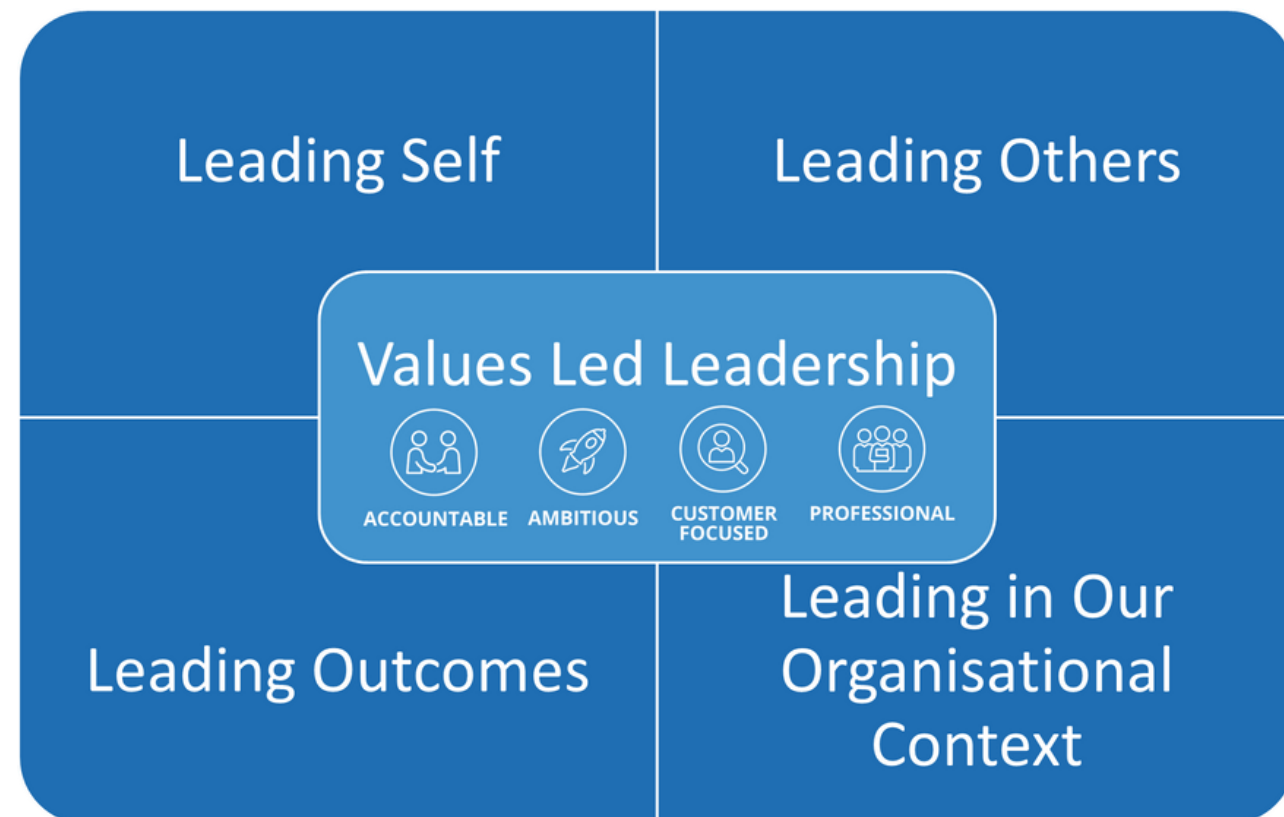 Leading Self
Leading Others
Values Led Leadership
ACCOUNTABLE
AMBITIOUS
CUSTOMER
FOCUSED
PROFESSIONAL
Leading Outcomes
Leading in Our
Organisational
Context